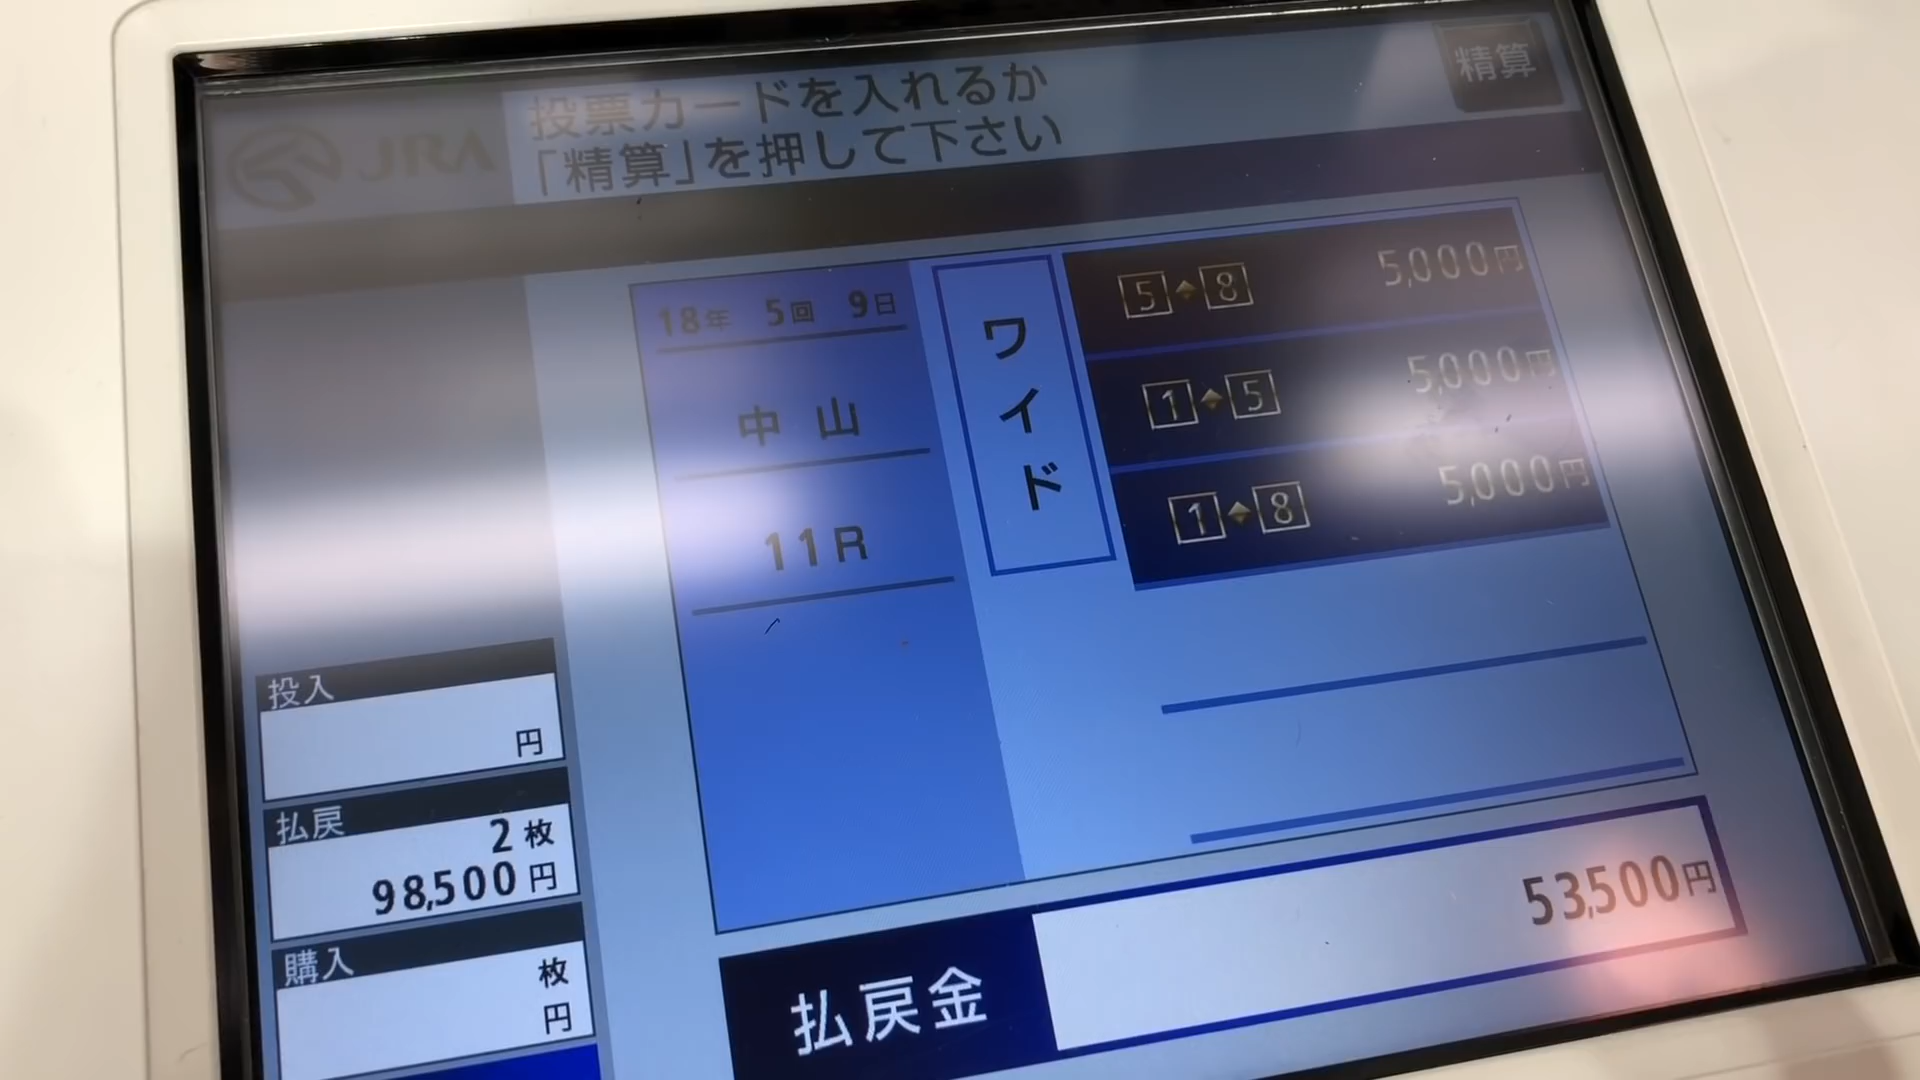 JRA
投票カードを入れるか
「精算」を押して下さい
精算
18年 5回 9日
中山
11R
ワイド
5 8 5,000円
1 5 5,000円
1 8 5,000円
投入
円
払戻
2枚
98,500円
購入
枚
円
払戻金
53,500円